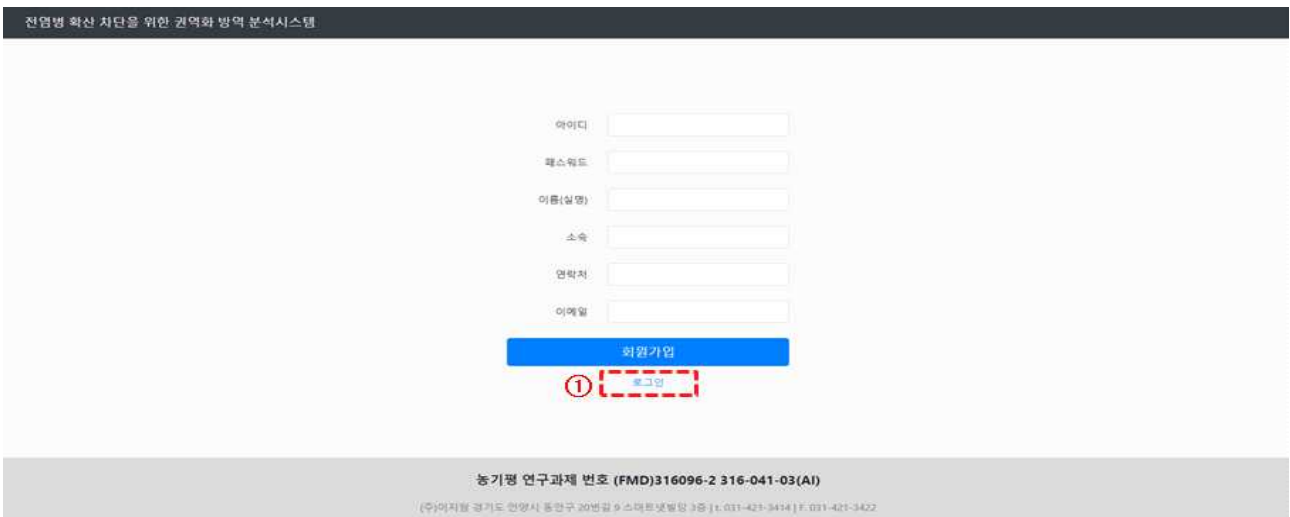 전염병 확산 차단을 위한 권역화 방역 분석시스템
아이디
패스워드
이름(실명)
소속
연락처
이메일
회원가입
① 로그인
농기평 연구과제 번호 (FMD)316096-2 316-041-03(AI)
(주)이지팜 경기도 안양시 동안구 20번길 9 스마트넷빌딩 3층 | t. 031-421-3414 | F. 031-421-3422